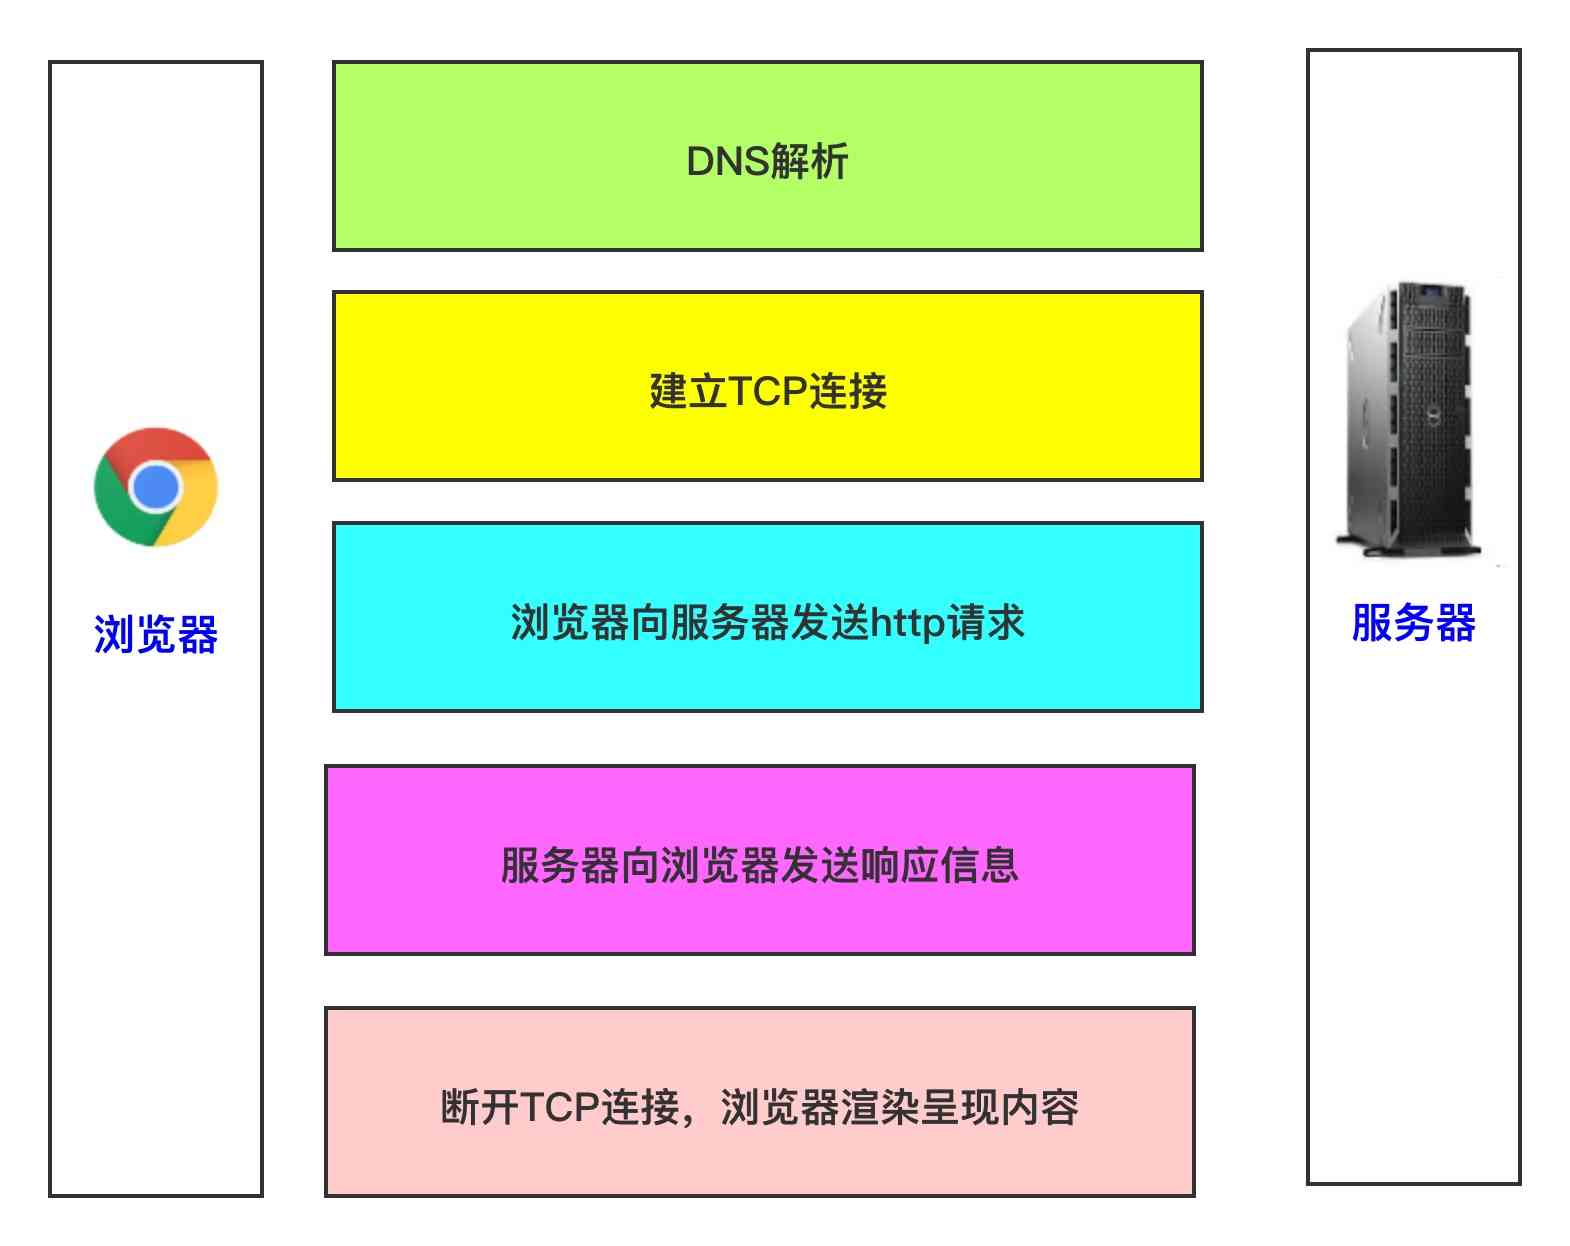 DNS解析
建立TCP连接
浏览器向服务器发送http请求
浏览器
服务器
服务器向浏览器发送响应信息
断开TCP连接，浏览器渲染呈现内容